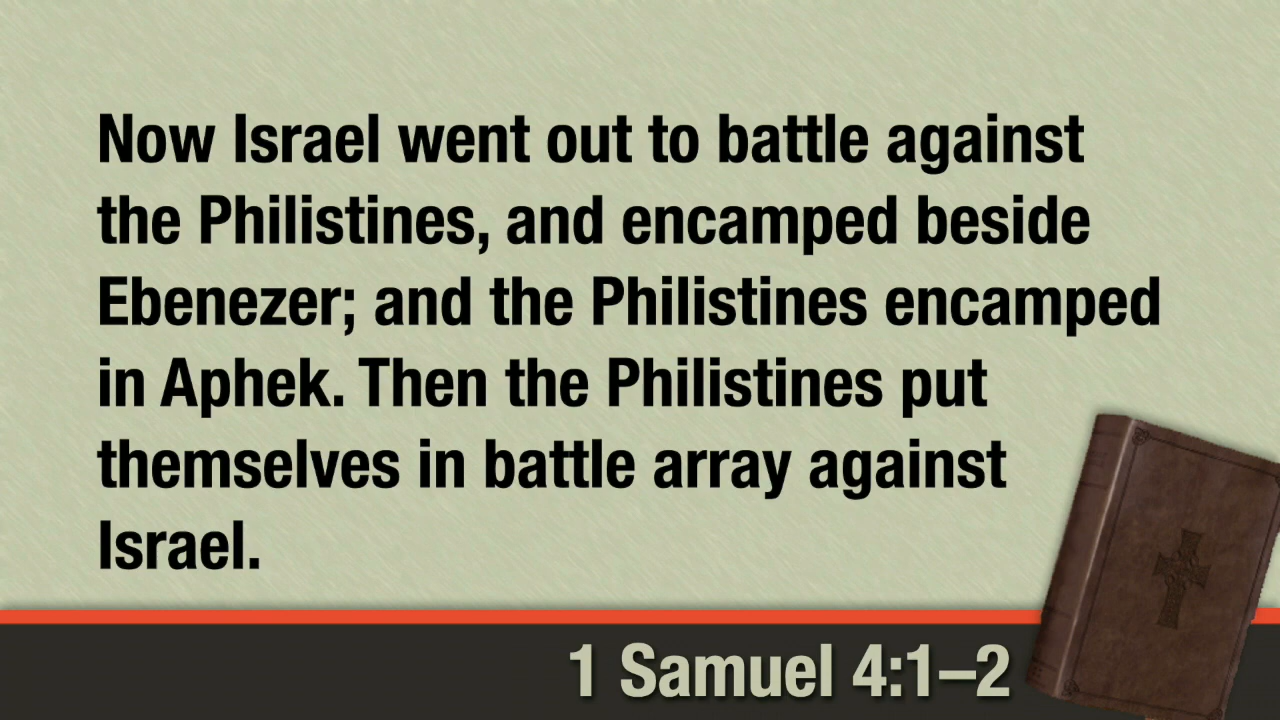 Now Israel went out to battle against
the Philistines, and encamped beside
Ebenezer; and the Philistines encamped
in Aphek. Then the Philistines put
themselves in battle array against
Israel.
1 Samuel 4:1–2